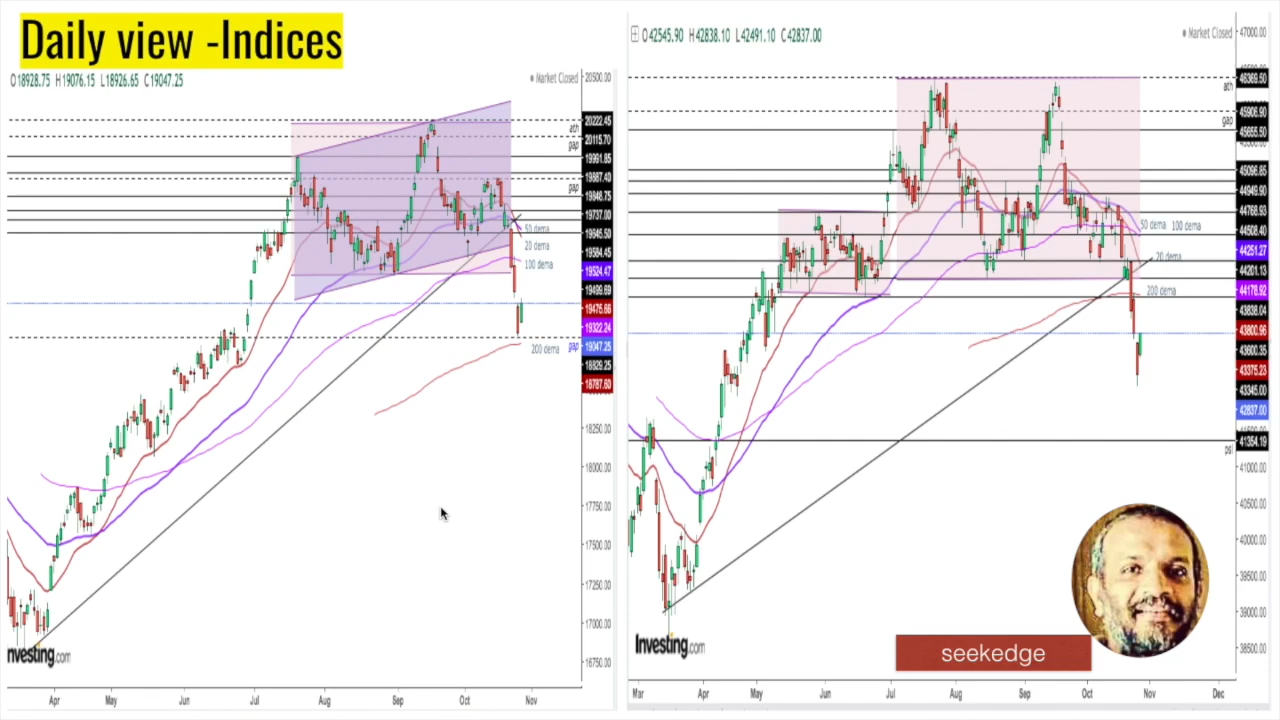 Daily view -Indices
O18928.75 H19076.15 L18926.65 C19047.25
Market Closed
20500.00
20222.45
ath
20115.70
gap
19991.85
19887.40
gap
19848.75
19737.00
19645.50
50 dema
20 dema
19584.45
100 dema
19524.47
19499.69
19322.24
19047.25
gap
200 dema
18829.25
18787.60
18250.00
18000.00
17750.00
17500.00
17250.00
17000.00
16750.00
nvesting.com
Apr May Jun Jul Aug Sep Oct Nov
O42545.90 H42838.10 L42491.10 C42837.00
Market Closed
47000.00
46369.50
ath
45906.90
gap
45655.50
45096.85
44949.90
44768.93
50 dema 100 dema
44508.40
44251.27
20 dema
44201.13
44178.92
200 dema
43838.04
43800.96
43600.35
43375.23
43345.00
42837.00
41354.19
psl
41000.00
40500.00
40000.00
39500.00
39000.00
38500.00
Investing.com
Mar Apr May Jun Jul Aug Sep Oct Nov Dec
seekedge